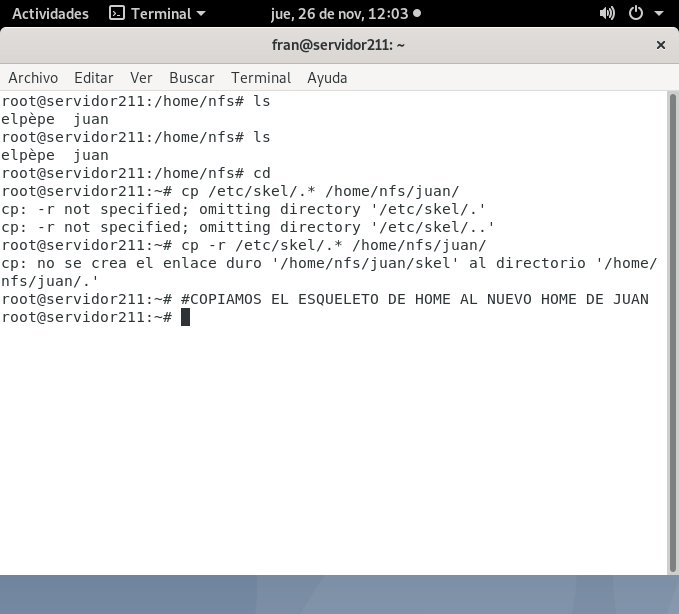 Actividades Terminal jue, 26 de nov, 12:03
fran@servidor211: ~
Archivo Editar Ver Buscar Terminal Ayuda
root@servidor211:/home/nfs# ls
elpèpe  juan
root@servidor211:/home/nfs# ls
elpèpe  juan
root@servidor211:/home/nfs# cd
root@servidor211:~# cp /etc/skel/.* /home/nfs/juan/
cp: -r not specified; omitting directory '/etc/skel/.'
cp: -r not specified; omitting directory '/etc/skel/..'
root@servidor211:~# cp -r /etc/skel/.* /home/nfs/juan/
cp: no se crea el enlace duro '/home/nfs/juan/skel' al directorio '/home/
nfs/juan/.'
root@servidor211:~# #COPIAMOS EL ESQUELETO DE HOME AL NUEVO HOME DE JUAN
root@servidor211:~#